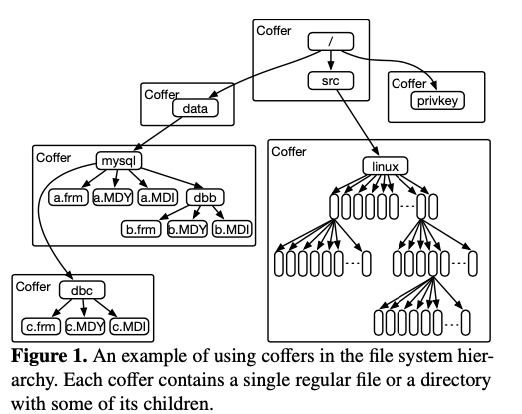 Coffer
/
src
Coffer
privkey
Coffer
data
Coffer
mysql
a.frm a.MDY a.MDI dbb
b.frm b.MDY b.MDI
Coffer
linux
...
... ...
...
Coffer
dbc
c.frm c.MDY c.MDI
Figure 1. An example of using coffers in the file system hier-
archy. Each coffer contains a single regular file or a directory
with some of its children.